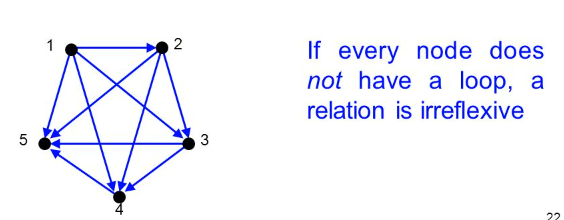 1
2
If every node does
not have a loop, a
relation is irreflexive
5
3
4
22